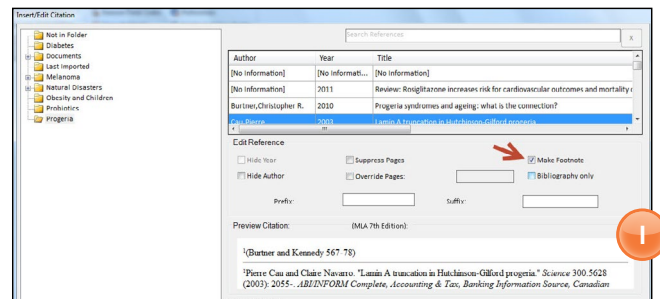 Insert/Edit Citation
Not in Folder
Diabetes
Documents
Last Imported
Melanoma
Natural Disasters
Obesity and Children
Probiotics
Progeria
Search References
x
Author Year Title
[No Information] [No Informati... [No Information]
[No Information] 2011 Review: Rosiglitazone increases risk for cardiovascular outcomes and mortality
Burtner,Christopher R. 2010 Progeria syndromes and ageing: what is the connection?
Cau,Pierre 2003 Lamin A truncation in Hutchinson-Gilford progeria
Edit Reference
Hide Year Suppress Pages Make Footnote
Hide Author Override Pages: Bibliography only
Prefix: Suffix:
Preview Citation: (MLA 7th Edition):
1(Burtner and Kennedy 567-78)
2Pierre Cau and Claire Navarro. "Lamin A truncation in Hutchinson-Gilford progeria." Science 300.5628
(2003): 2055-. ABI/INFORM Complete, Accounting & Tax, Banking Information Source, Canadian